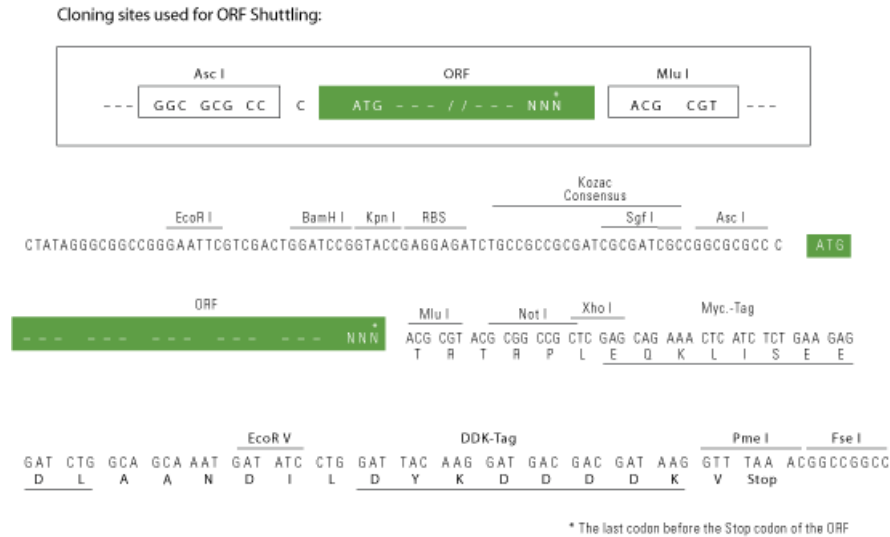 Cloning sites used for ORF Shuttling:
Asc I ORF Mlu I
--- GGC GCG CC C ATG --- // --- NNN* ACG CGT ---
Kozac
Consensus
EcoR I BamH I Kpn I RBS Sgf I Asc I
CTATAGGGCGGCCGGGAATTCGTCGACTGGATCCGGTACCGAGGAGATCTGCCGCCGCGATCGCGATCGCCGGCGCGCC C ATG
ORF Mlu I Not I Xho I Myc.-Tag
--- --- --- --- --- NNN* ACG CGT ACG CGG CCG CTC GAG CAG AAA CTC ATC TCT GAA GAG
T R T R P L E Q K L I S E E
EcoR V DDK-Tag Pme I Fse I
GAT CTG GCA GCA AAT GAT ATC CTG GAT TAC AAG GAT GAC GAC GAT AAG GTT TAA ACGGCCGGCC
D L A A N D I L D Y K D D D D K V Stop
* The last codon before the Stop codon of the ORF